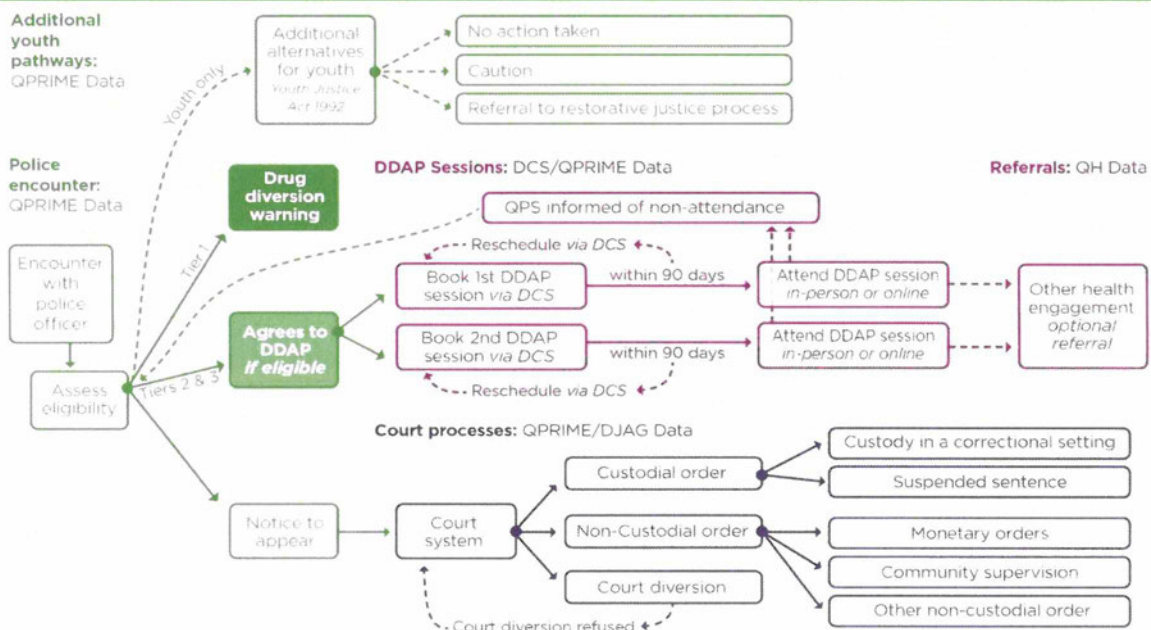 Additional
youth
pathways:
QPRIME Data
Youth only
Additional
alternatives
for youth
Youth Justice
Act 1992
No action taken
Caution
Referral to restorative justice process
Police
encounter:
QPRIME Data
Encounter
with
police
officer
Assess
eligibility
Tier 1
Tiers 2 & 3
Drug
diversion
warning
Agrees to
DDAP
if eligible
Notice to
appear
DDAP Sessions: DCS/QPRIME Data
QPS informed of non-attendance
Reschedule via DCS
Book 1st DDAP
session via DCS
within 90 days
Attend DDAP session
in-person or online
Book 2nd DDAP
session via DCS
within 90 days
Attend DDAP session
in-person or online
Reschedule via DCS
Referrals: QH Data
Other health
engagement
optional
referral
Court processes: QPRIME/DJAG Data
Court
system
Custodial order
Non-Custodial order
Court diversion
Court diversion refused
Custody in a correctional setting
Suspended sentence
Monetary orders
Community supervision
Other non-custodial order